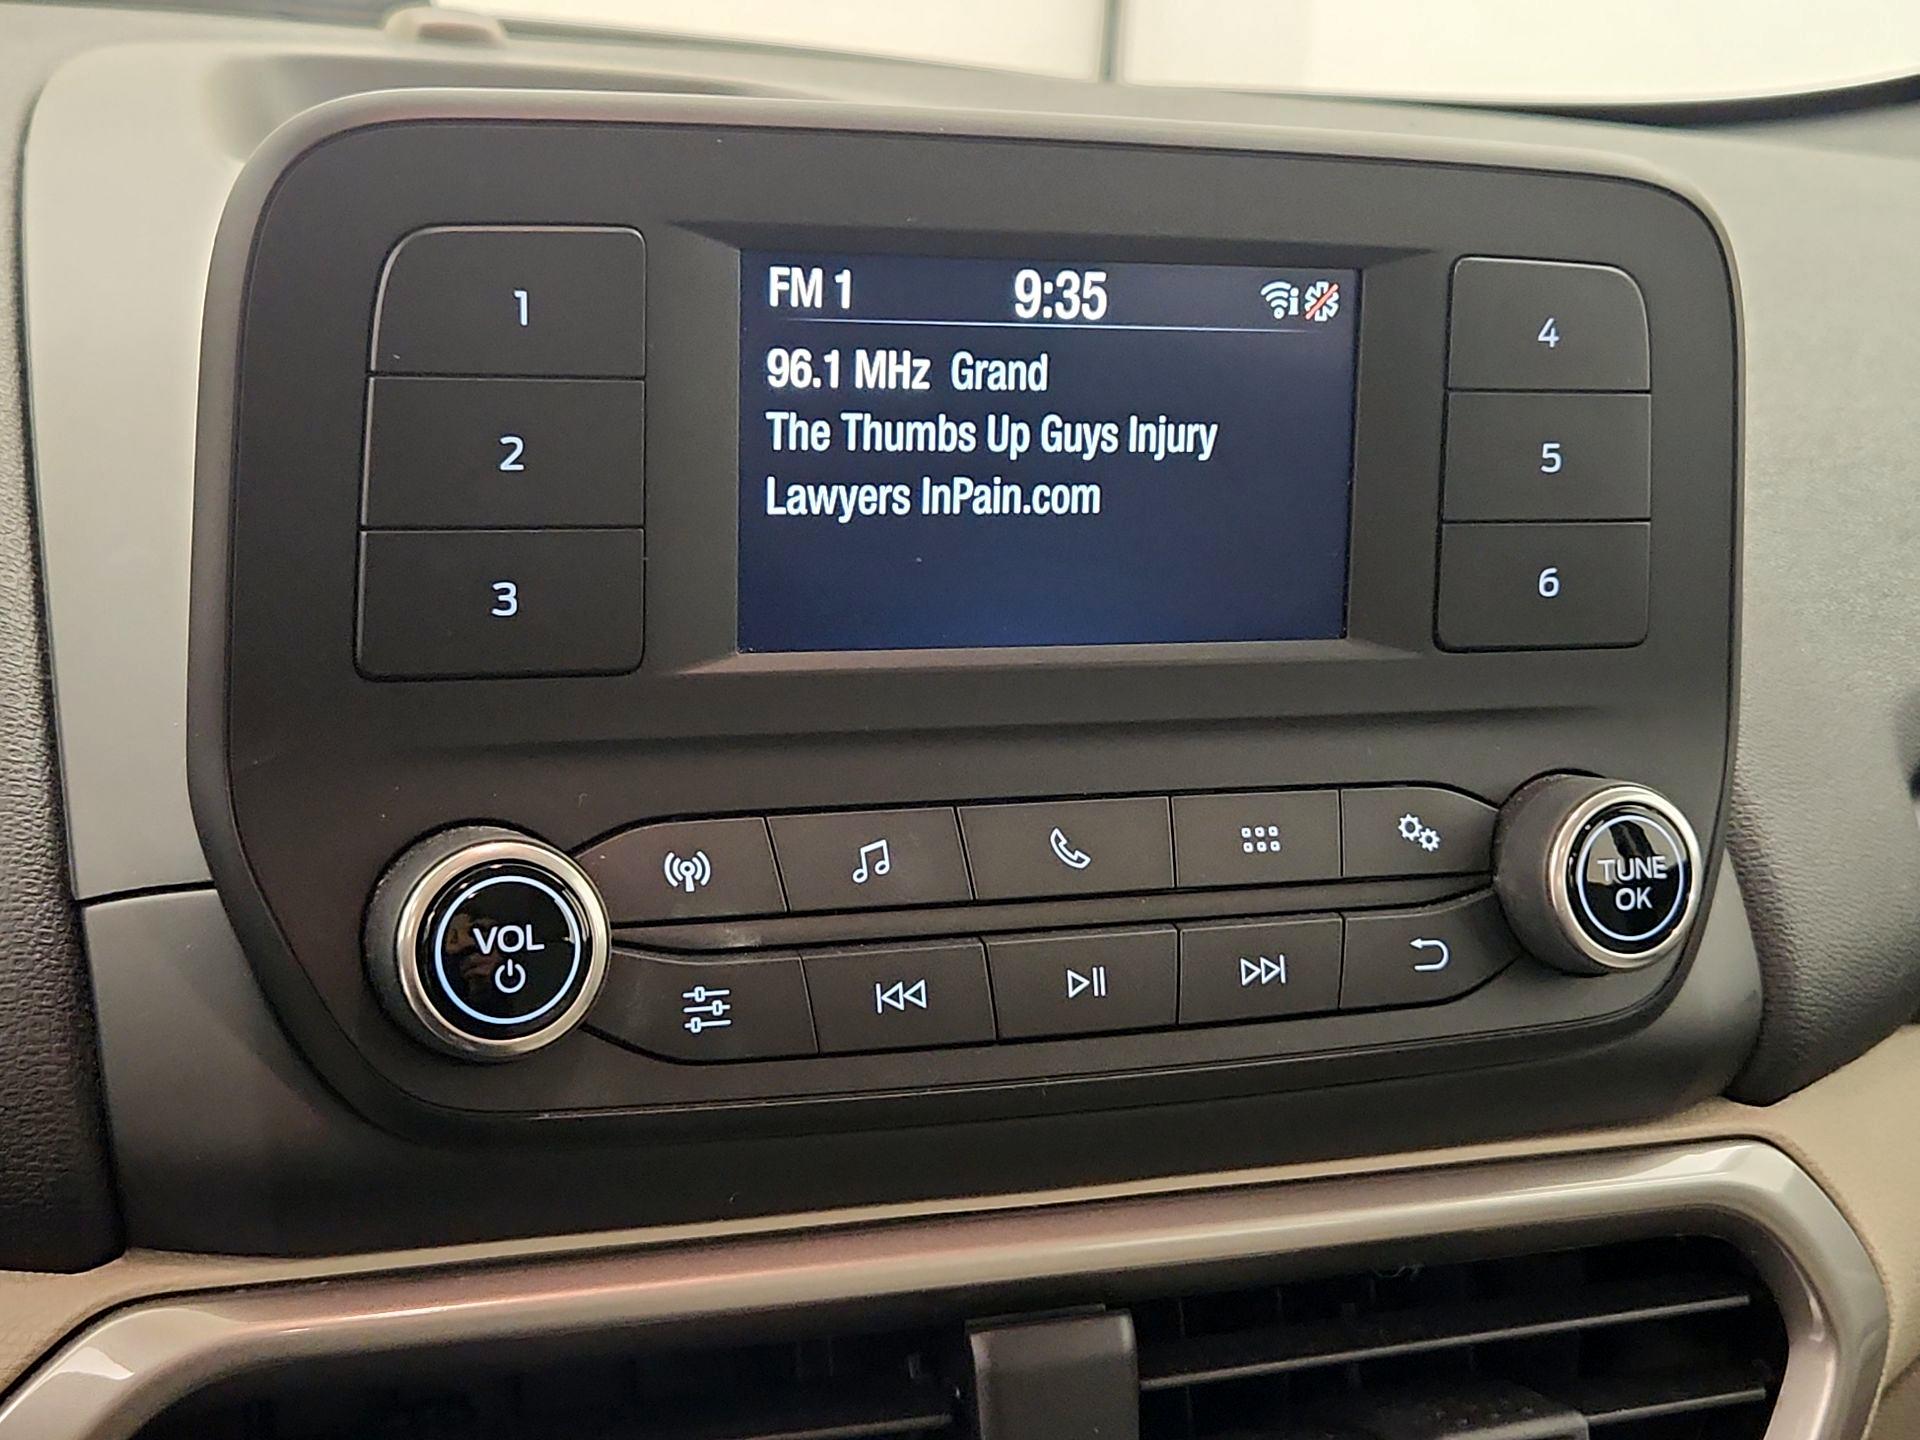 FM 1 9:35
96.1 MHz Grand
The Thumbs Up Guys Injury
Lawyers InPain.com
1
2
3
4
5
6
VOL
TUNE
OK